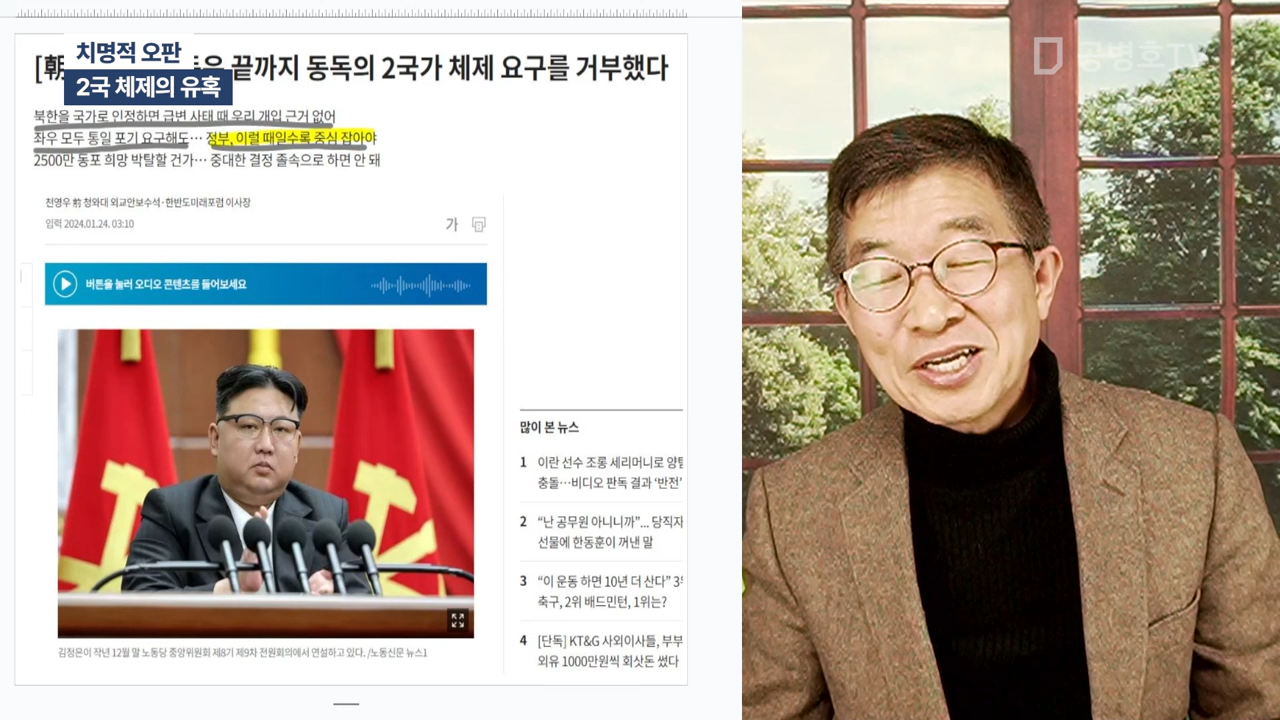 치명적 오판
2국 체제의 유혹
[朝 끝까지 동독의 2국가 체제 요구를 거부했다
북한을 국가로 인정하면 급변 사태 때 우리 개입 근거 없어
좌우 모두 통일 포기 요구해도… 정부, 이럴 때일수록 중심 잡아야
2500만 동포 희망 박탈할 건가… 중대한 결정 졸속으로 하면 안 돼
천영우 前 청와대 외교안보수석·한반도미래포럼 이사장
입력 2024.01.24. 03:10
가
버튼을 눌러 오디오 콘텐츠를 들어보세요
김정은이 작년 12월 말 노동당 중앙위원회 제8기 제9차 전원회의에서 연설하고 있다. /노동신문 뉴스1
많이 본 뉴스
1 이란 선수 조롱 세리머니로 양팀
충돌…비디오 판독 결과 ‘반전’
2 “난 공무원 아니니까”... 당직자
선물에 한동훈이 꺼낸 말
3 “이 운동 하면 10년 더 산다” 3위
축구, 2위 배드민턴, 1위는?
4 [단독] KT&G 사외이사들, 부부
외유 1000만원씩 회삿돈 썼다
공병호TV